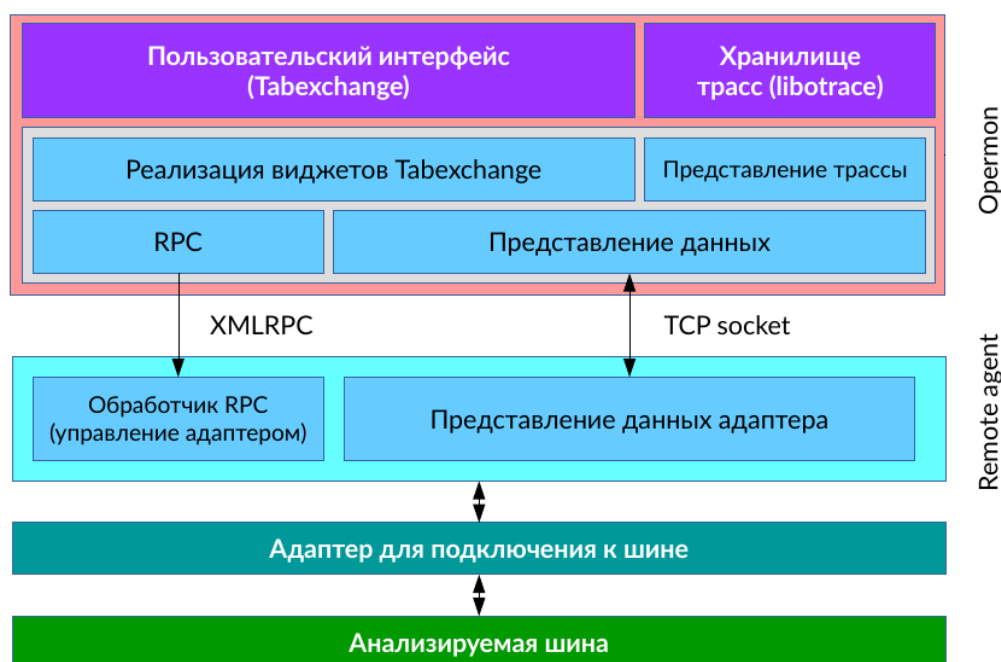 Пользовательский интерфейс
(Tabexchange)
Хранилище
трасс (libotrace)
Реализация виджетов Tabexchange
Представление трассы
RPC
Представление данных
Opermon
XMLRPC
TCP socket
Обработчик RPC
(управление адаптером)
Представление данных адаптера
Remote agent
Адаптер для подключения к шине
Анализируемая шина